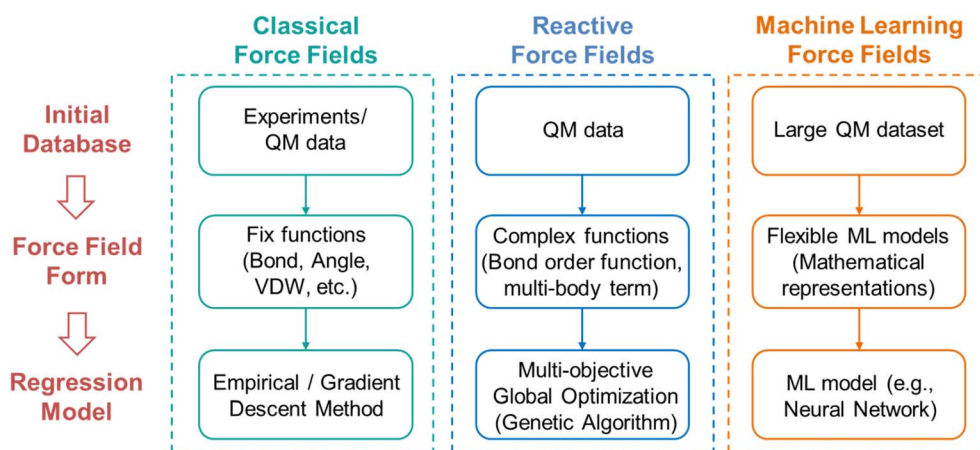 Classical
Force Fields
Reactive
Force Fields
Machine Learning
Force Fields
Initial
Database
Experiments/
QM data
QM data
Large QM dataset
Force Field
Form
Fix functions
(Bond, Angle,
VDW, etc.)
Complex functions
(Bond order function,
multi-body term)
Flexible ML models
(Mathematical
representations)
Regression
Model
Empirical / Gradient
Descent Method
Multi-objective
Global Optimization
(Genetic Algorithm)
ML model (e.g.,
Neural Network)